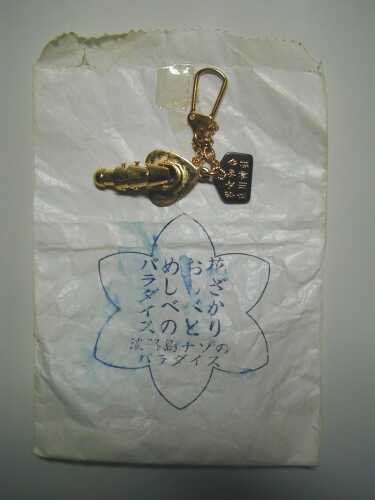 花ざかり
おしべと
めしべの
パラダイス
淡路島ナゾの
パラダイス